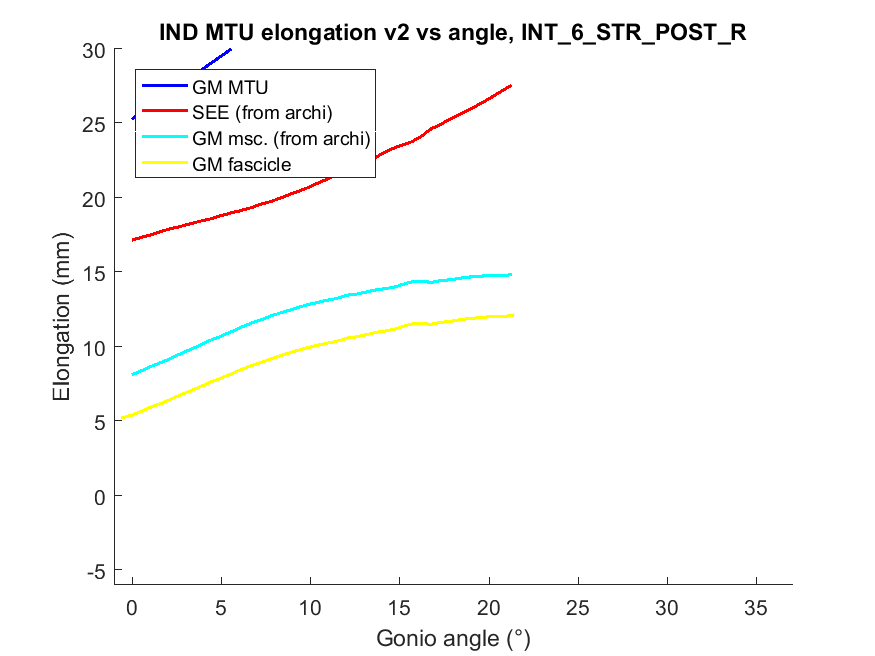 IND MTU elongation v2 vs angle, INT_6_STR_POST_R
30
GM MTU
SEE (from archi)
25
GM msc. (from archi)
GM fascicle
20
15
10
5
0
-5
Elongation (mm)
0 5 10 15 20 25 30 35
Gonio angle (°)